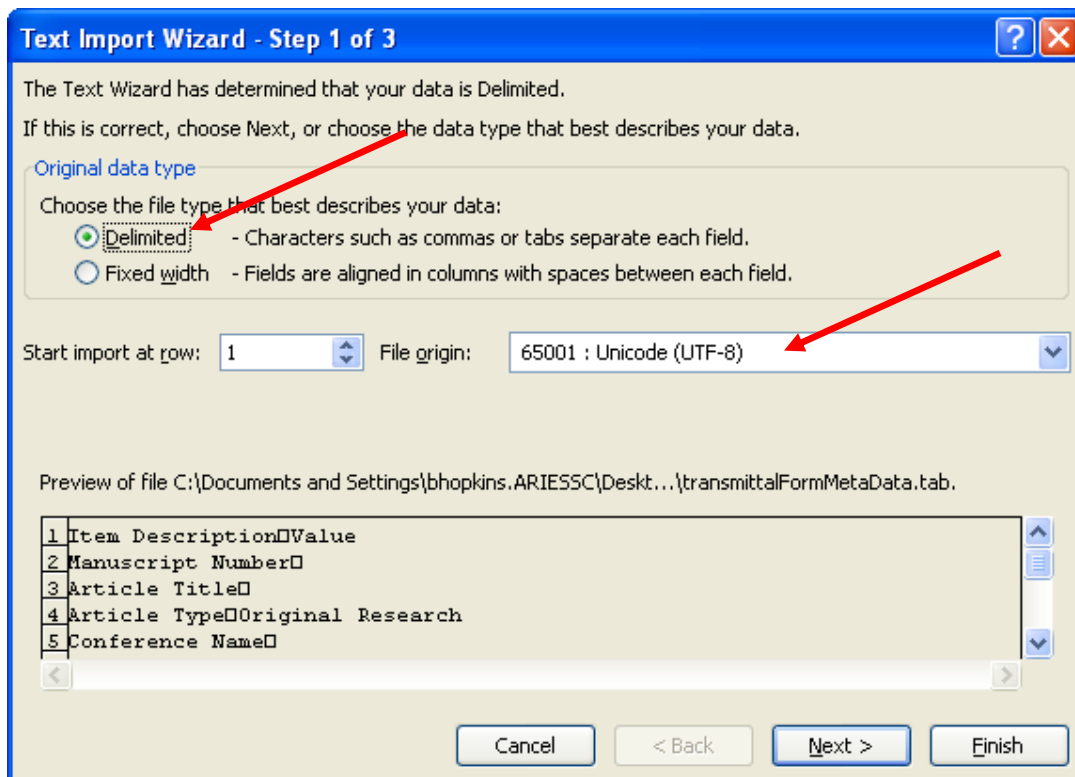 Text Import Wizard - Step 1 of 3
The Text Wizard has determined that your data is Delimited.
If this is correct, choose Next, or choose the data type that best describes your data.
Original data type
Choose the file type that best describes your data:
Delimited - Characters such as commas or tabs separate each field.
Fixed width - Fields are aligned in columns with spaces between each field.
Start import at row: 1 File origin: 65001 : Unicode (UTF-8)
Preview of file C:\Documents and Settings\bhopkins.ARIESSC\Deskt...\transmittalFormMetaData.tab.
1 Item Description□Value
2 Manuscript Number□
3 Article Title□
4 Article Type□Original Research
5 Conference Name□
Cancel < Back Next > Finish